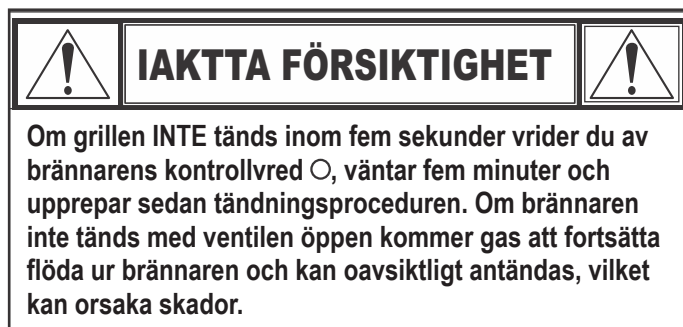 IAKTTA FÖRSIKTIGHET
Om grillen INTE tänds inom fem sekunder vrider du av
brännarens kontrollvred ○, väntar fem minuter och
upprepar sedan tändningsproceduren. Om brännaren
inte tänds med ventilen öppen kommer gas att fortsätta
flöda ur brännaren och kan oavsiktligt antändas, vilket
kan orsaka skador.